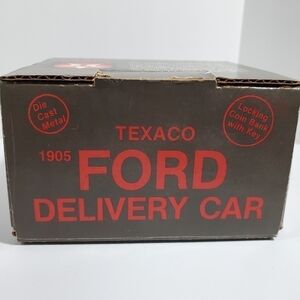 Die
Cast
Metal
Locking
Coin Bank
with Key
TEXACO
1905 FORD
DELIVERY CAR